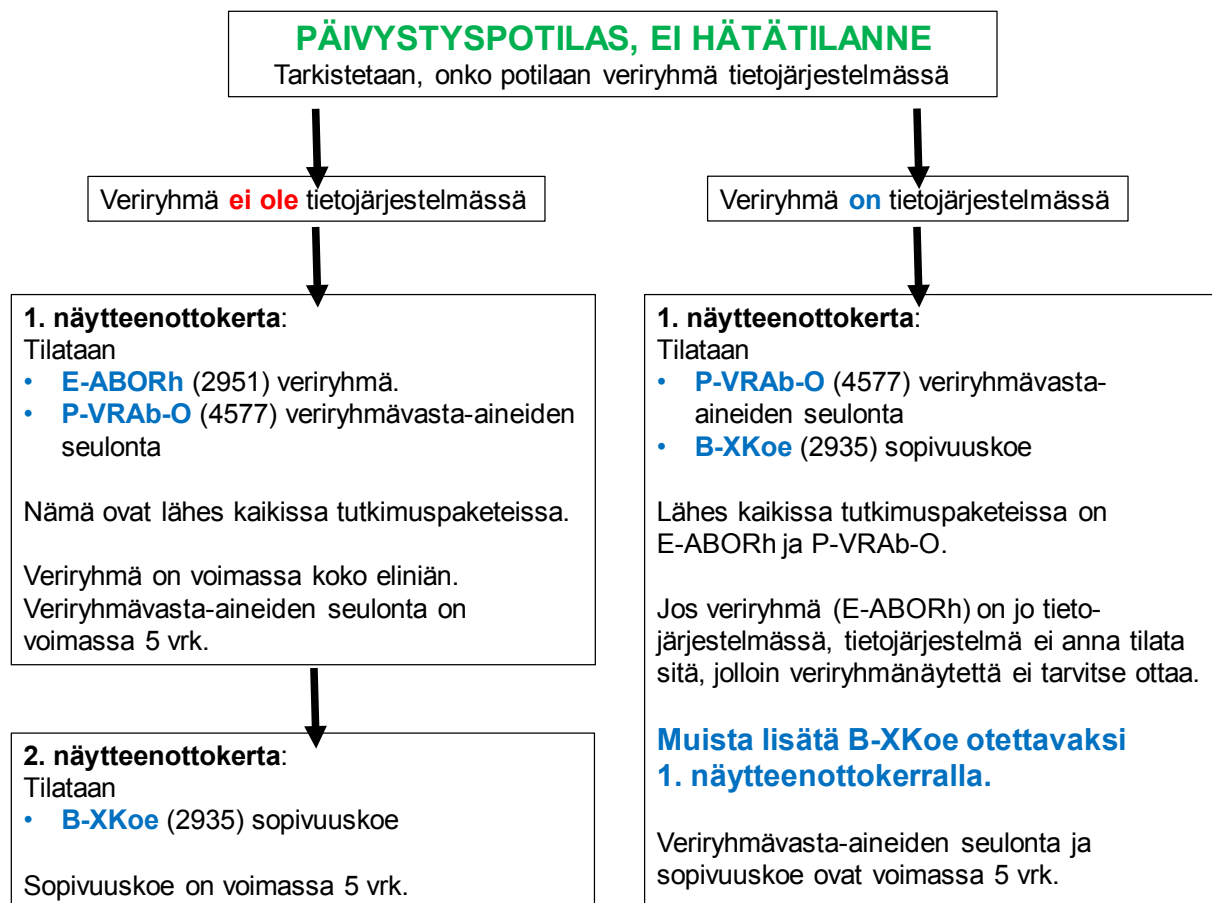 PÄIVYSTYSPOTILAS, EI HÄTÄTILANNE
Tarkistetaan, onko potilaan veriryhmä tietojärjestelmässä
Veriryhmä ei ole tietojärjestelmässä
1. näytteenottokerta:
Tilataan
• E-ABORh (2951) veriryhmä.
• P-VRAb-O (4577) veriryhmävasta-aineiden
seulonta
Nämä ovat lähes kaikissa tutkimuspaketeissa.
Veriryhmä on voimassa koko eliniän.
Veriryhmävasta-aineiden seulonta on
voimassa 5 vrk.
2. näytteenottokerta:
Tilataan
• B-XKoe (2935) sopivuuskoe
Sopivuuskoe on voimassa 5 vrk.
Veriryhmä on tietojärjestelmässä
1. näytteenottokerta:
Tilataan
• P-VRAb-O (4577) veriryhmävasta-
aineiden seulonta
• B-XKoe (2935) sopivuuskoe
Lähes kaikissa tutkimuspaketeissa on
E-ABORh ja P-VRAb-O.
Jos veriryhmä (E-ABORh) on jo tieto-
järjestelmässä, tietojärjestelmä ei anna tilata
sitä, jolloin veriryhmänäytettä ei tarvitse ottaa.
Muista lisätä B-XKoe otettavaksi
1. näytteenottokerralla.
Veriryhmävasta-aineiden seulonta ja
sopivuuskoe ovat voimassa 5 vrk.